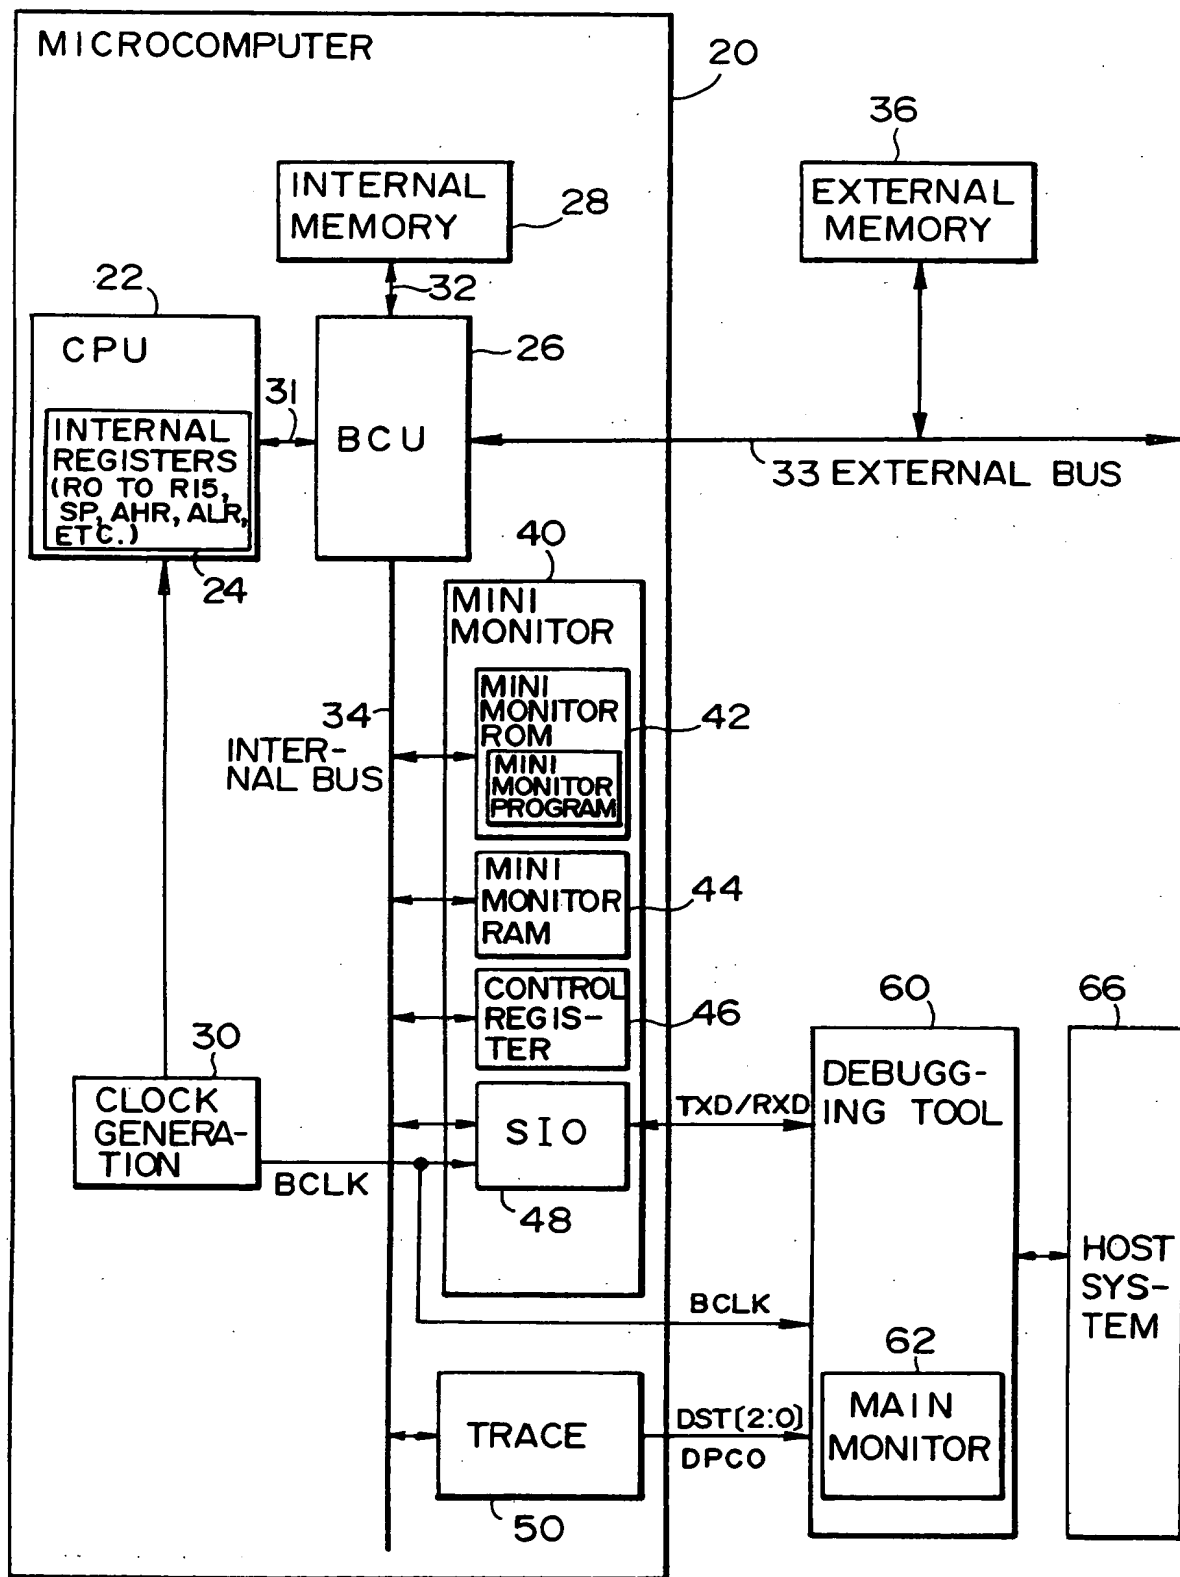 MICROCOMPUTER
20
36
INTERNAL
MEMORY
28
EXTERNAL
MEMORY
32
22
CPU
26
31
INTERNAL
REGISTERS
(RO TO R15,
SP, AHR, ALR,
ETC.)
24
BCU
33 EXTERNAL BUS
40
MINI
MONITOR
MINI
MONITOR
ROM
42
MINI
MONITOR
PROGRAM
34
INTER-
NAL BUS
MINI
MONITOR
RAM
44
CONTROL
REGIS-
TER
46
60
66
30
CLOCK
GENERA-
TION
BCLK
SIO
48
TXD/RXD
DEBUGG-
ING TOOL
HOST
SYS-
TEM
BCLK
62
MAIN
MONITOR
TRACE
50
DST(2:0)
DPCO